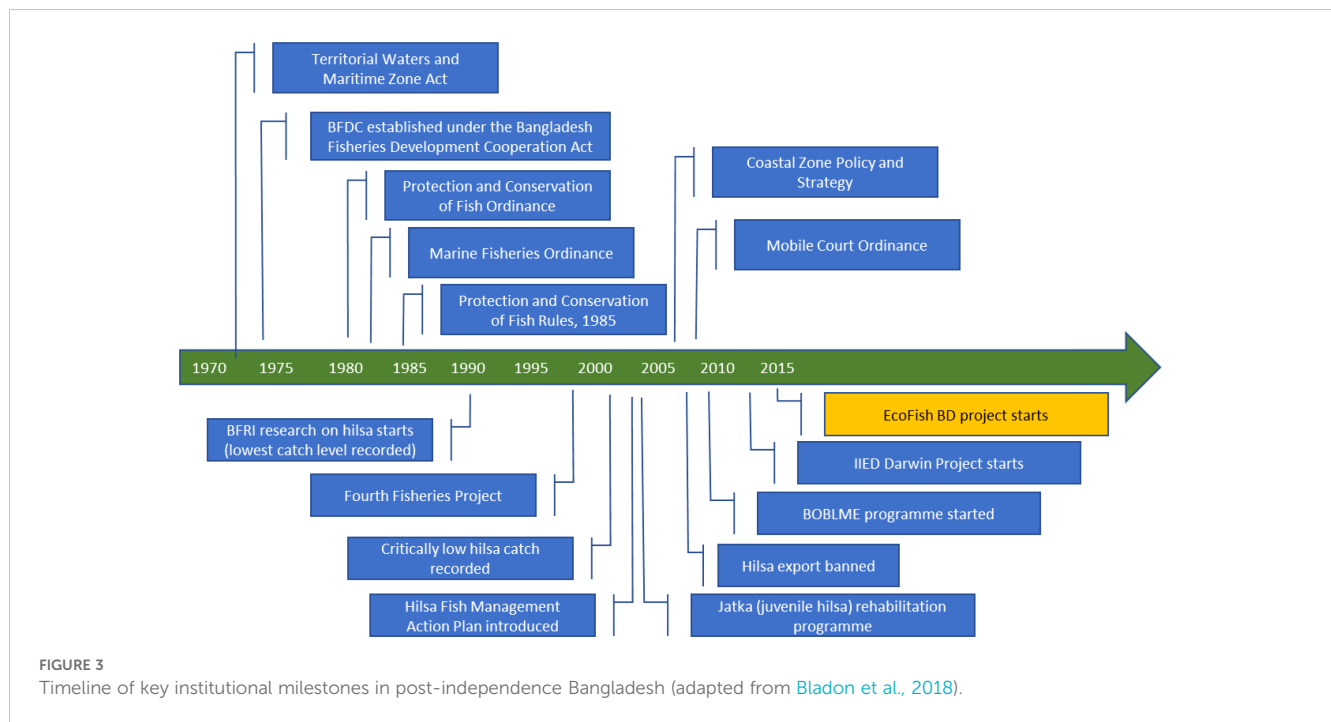 Territorial Waters and
Maritime Zone Act
BFDC established under the Bangladesh
Fisheries Development Cooperation Act
Protection and Conservation
of Fish Ordinance
Marine Fisheries Ordinance
Protection and Conservation
of Fish Rules, 1985
Coastal Zone Policy and
Strategy
Mobile Court Ordinance
1970 1975 1980 1985 1990 1995 2000 2005 2010 2015
EcoFish BD project starts
BFRI research on hilsa starts
(lowest catch level recorded)
IIED Darwin Project starts
Fourth Fisheries Project
BOBLME programme started
Critically low hilsa catch
recorded
Hilsa export banned
Hilsa Fish Management
Action Plan introduced
Jatka (juvenile hilsa) rehabilitation
programme
FIGURE 3
Timeline of key institutional milestones in post-independence Bangladesh (adapted from Bladon et al., 2018).